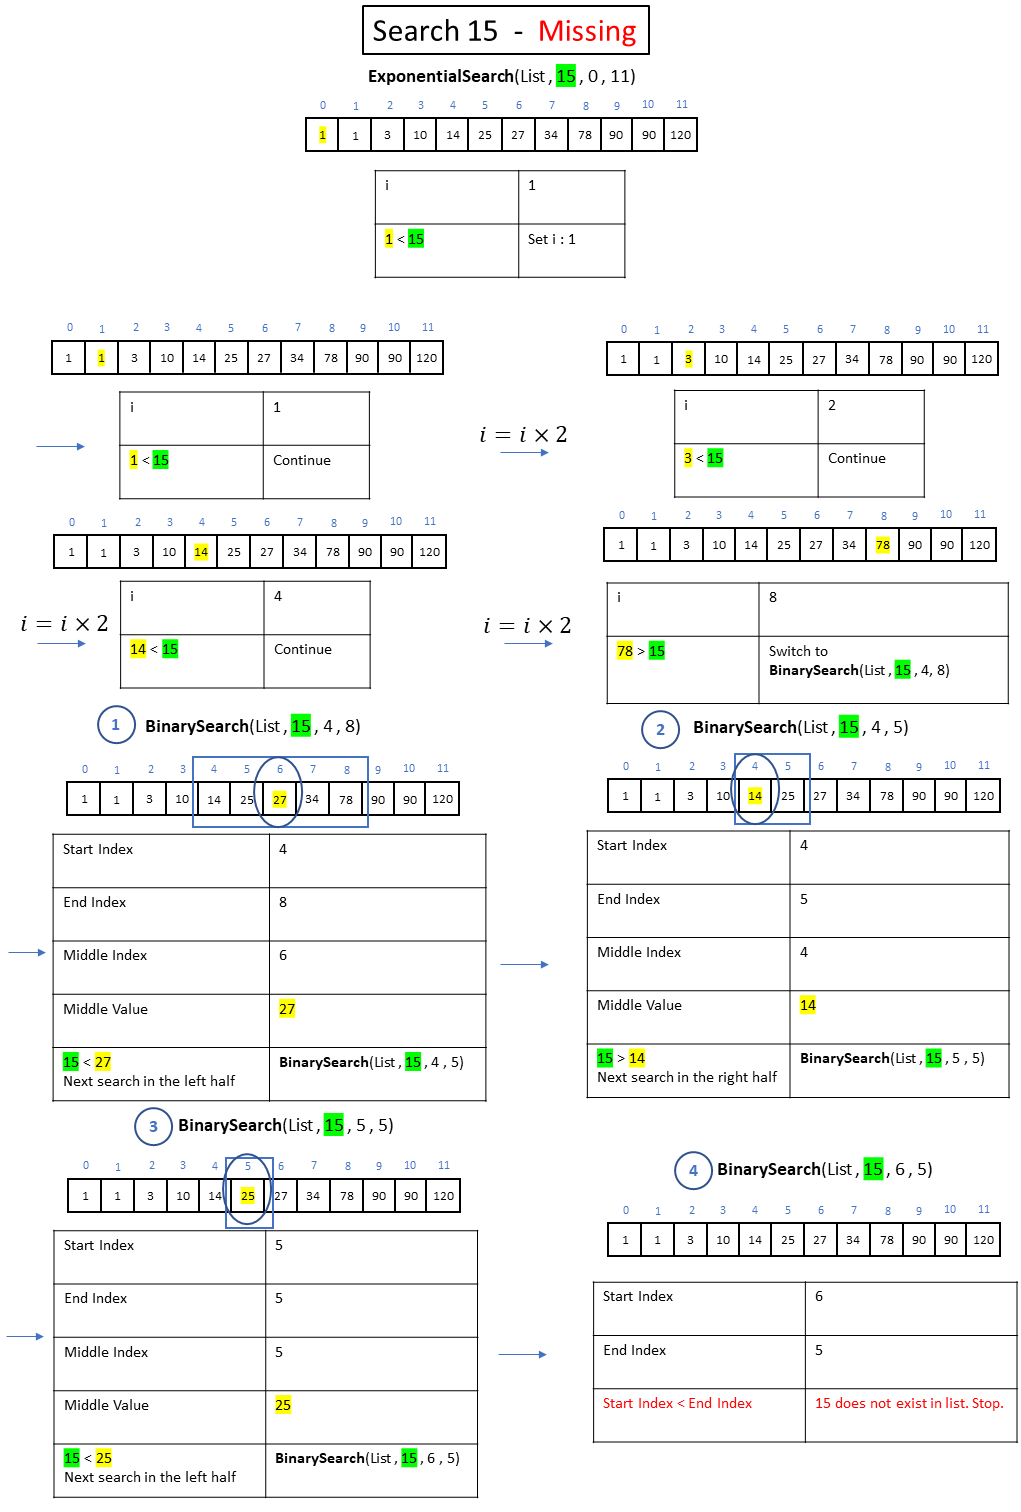 Search 15 - Missing
ExponentialSearch(List , 15 , 0 , 11)
0 1 2 3 4 5 6 7 8 9 10 11
1 1 3 10 14 25 27 34 78 90 90 120
i 1
1 < 15 Set i : 1
0 1 2 3 4 5 6 7 8 9 10 11
1 1 3 10 14 25 27 34 78 90 90 120
i 1
1 < 15 Continue
i = i × 2
0 1 2 3 4 5 6 7 8 9 10 11
1 1 3 10 14 25 27 34 78 90 90 120
i 2
3 < 15 Continue
0 1 2 3 4 5 6 7 8 9 10 11
1 1 3 10 14 25 27 34 78 90 90 120
i = i × 2
i 4
14 < 15 Continue
0 1 2 3 4 5 6 7 8 9 10 11
1 1 3 10 14 25 27 34 78 90 90 120
i = i × 2
i 8
78 > 15 Switch to
BinarySearch(List , 15 , 4, 8)
1 BinarySearch(List , 15 , 4 , 8)
0 1 2 3 4 5 6 7 8 9 10 11
1 1 3 10 14 25 27 34 78 90 90 120
Start Index 4
End Index 8
Middle Index 6
Middle Value 27
15 < 27 BinarySearch(List , 15 , 4 , 5)
Next search in the left half
2 BinarySearch(List , 15 , 4 , 5)
0 1 2 3 4 5 6 7 8 9 10 11
1 1 3 10 14 25 27 34 78 90 90 120
Start Index 4
End Index 5
Middle Index 4
Middle Value 14
15 > 14 BinarySearch(List , 15 , 5 , 5)
Next search in the right half
3 BinarySearch(List , 15 , 5 , 5)
0 1 2 3 4 5 6 7 8 9 10 11
1 1 3 10 14 25 27 34 78 90 90 120
Start Index 5
End Index 5
Middle Index 5
Middle Value 25
15 < 25 BinarySearch(List , 15 , 6 , 5)
Next search in the left half
4 BinarySearch(List , 15 , 6 , 5)
0 1 2 3 4 5 6 7 8 9 10 11
1 1 3 10 14 25 27 34 78 90 90 120
Start Index 6
End Index 5
Start Index < End Index 15 does not exist in list. Stop.